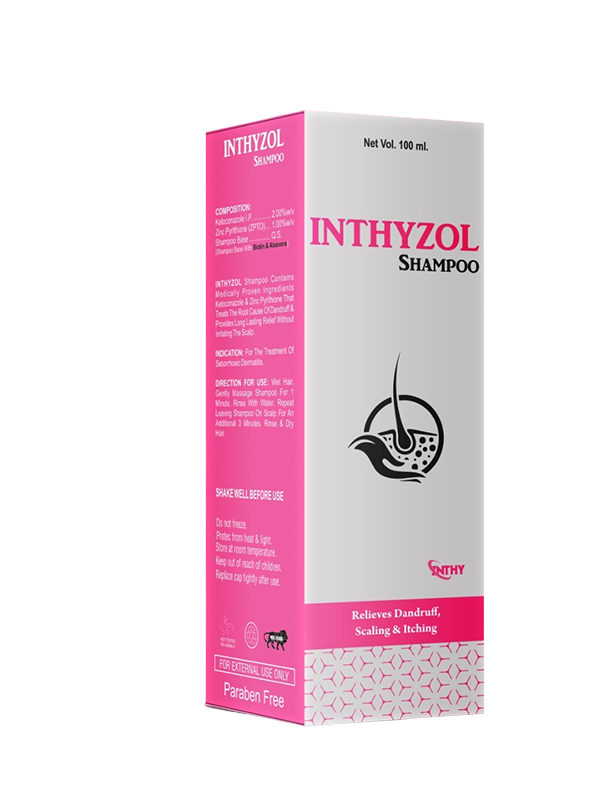 INTHYZOL
SHAMPOO
COMPOSITION:
Ketoconazole I.P. ............ 2.00%w/v
Zinc Pyrithione (ZPTO).... 1.00%w/v
Shampoo Base .............. Q.S.
(Shampoo Base With Biotin & Aloevera)
INTHYZOL Shampoo Contains
Medically Proven Ingredients
Ketoconazole & Zinc Pyrithione That
Treats The Root Cause Of Dandruff &
Provides Long Lasting Relief Without
Irritating The Scalp.
INDICATION: For The Treatment Of
Seborrhoeic Dermatitis.
DIRECTION FOR USE: Wet Hair,
Gently Massage Shampoo For 1
Minute. Rinse With Water. Repeat
Leaving Shampoo On Scalp For An
Additional 3 Minutes. Rinse & Dry
Hair.
SHAKE WELL BEFORE USE
Do not freeze.
Protec from heat & light.
Store at room temperature.
Keep out of reach of children.
Replace cap tightly after use.
FOR EXTERNAL USE ONLY
Paraben Free
Net Vol. 100 ml.
INTHYZOL
SHAMPOO
INTHY
Relieves Dandruff,
Scaling & Itching